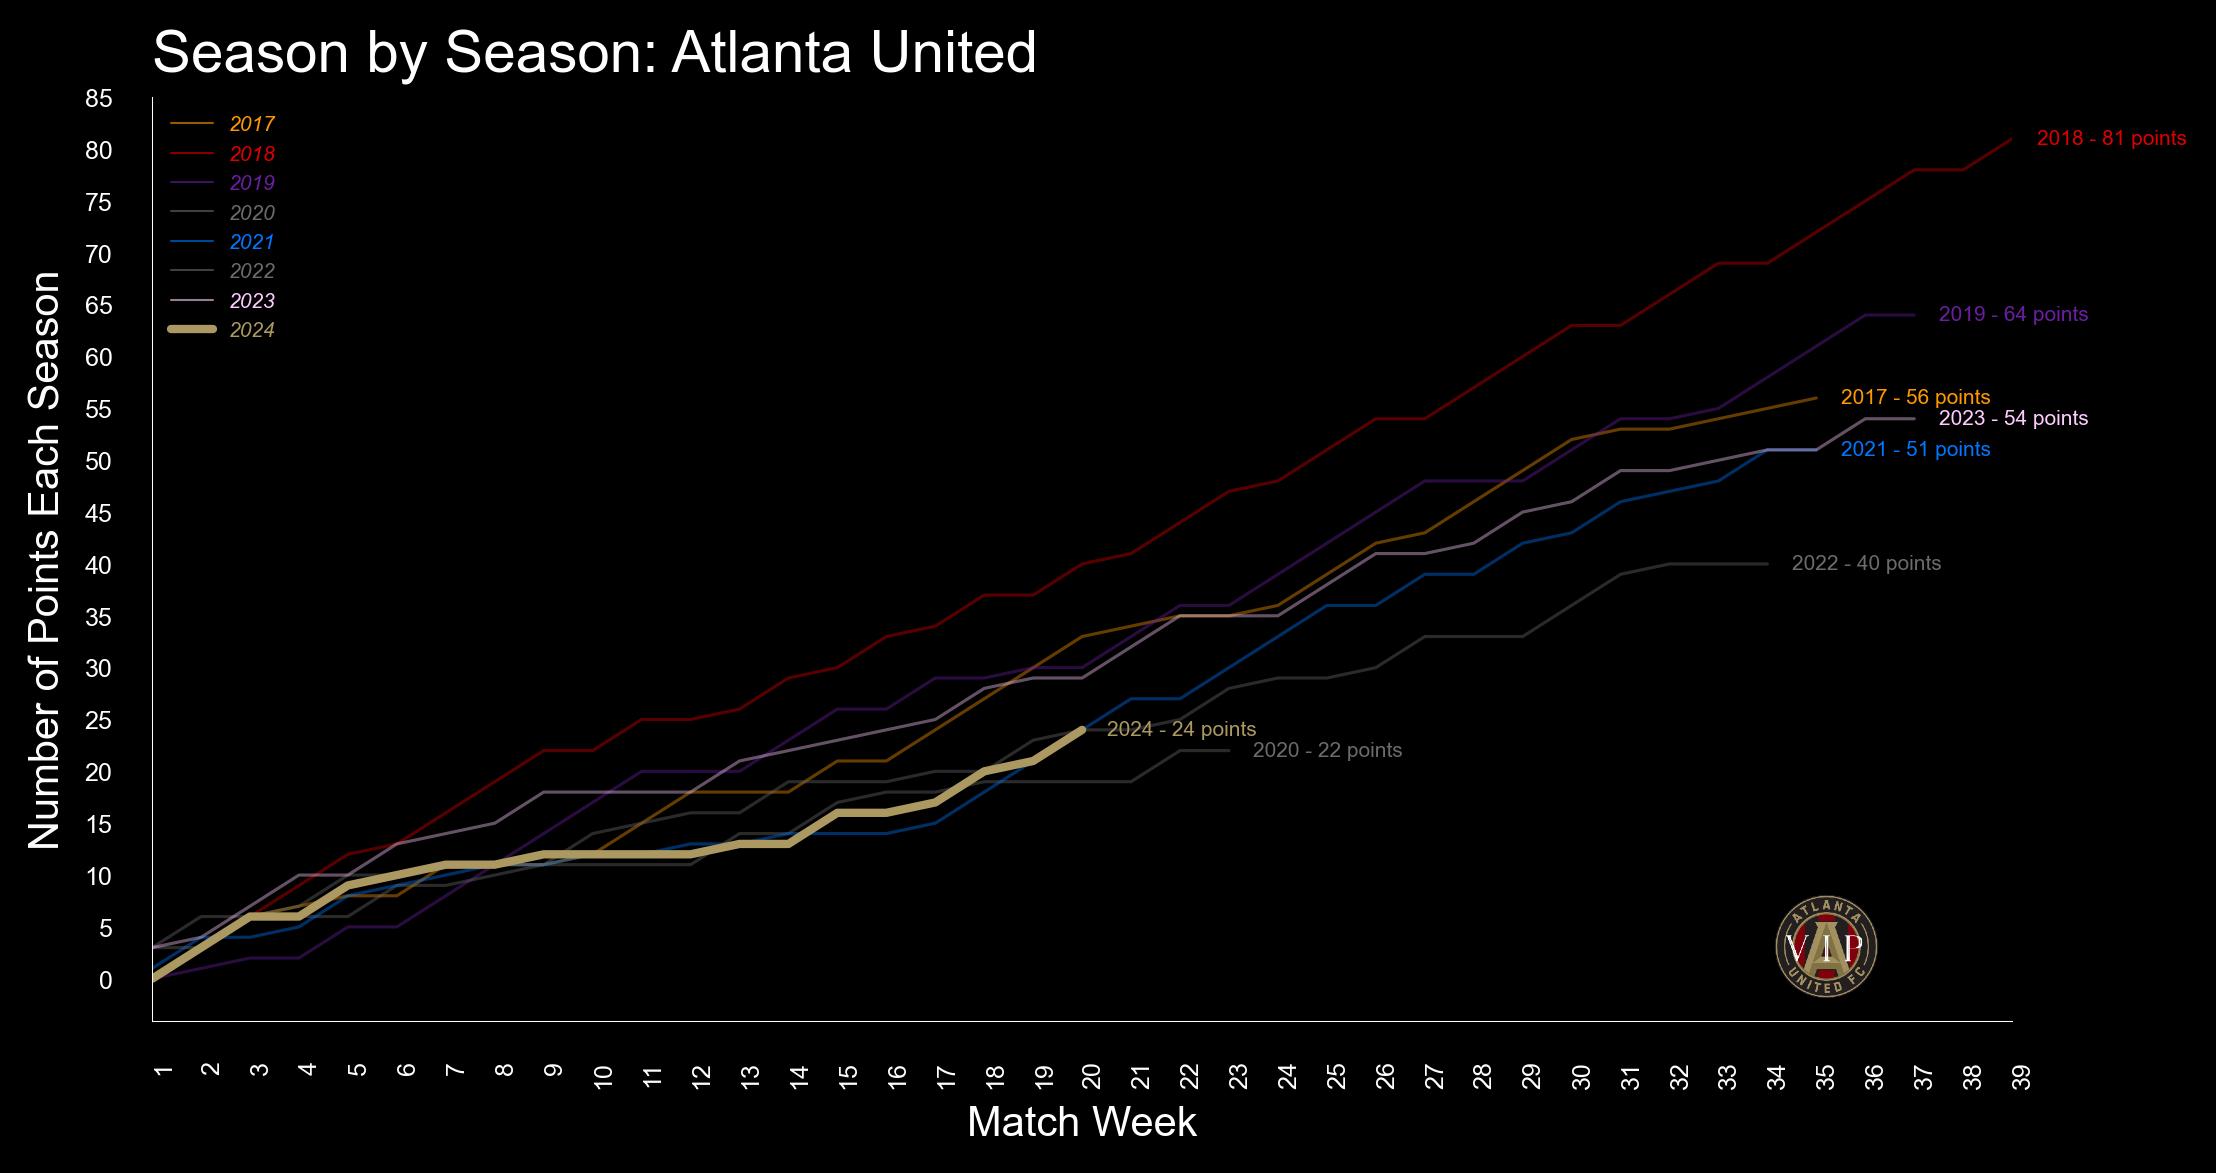 Season by Season: Atlanta United
85
80
75
70
65
60
55
50
45
40
35
30
25
20
15
10
5
0
Number of Points Each Season
2017
2018
2019
2020
2021
2022
2023
2024
2018 - 81 points
2019 - 64 points
2017 - 56 points
2023 - 54 points
2021 - 51 points
2022 - 40 points
2024 - 24 points
2020 - 22 points
ATLANTA
VIP
UNITED FC
1 2 3 4 5 6 7 8 9 10 11 12 13 14 15 16 17 18 19 20 21 22 23 24 25 26 27 28 29 30 31 32 33 34 35 36 37 38 39
Match Week